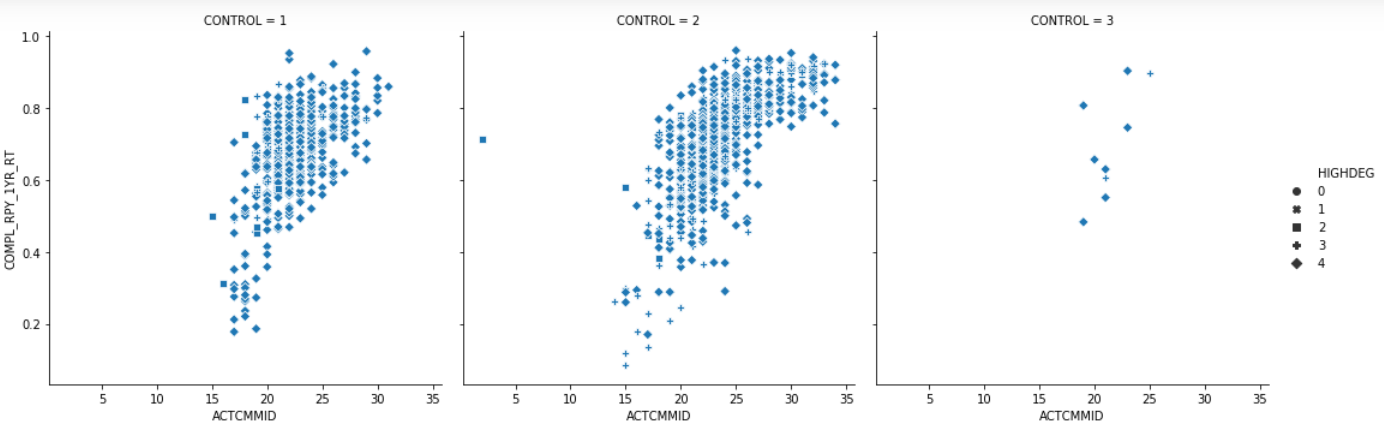 CONTROL = 1
CONTROL = 2
CONTROL = 3
1.0
0.8
0.6
0.4
0.2
COMPL_RPY_1YR_RT
5 10 15 20 25 30 35
5 10 15 20 25 30 35
5 10 15 20 25 30 35
ACTCMMID
ACTCMMID
ACTCMMID
HIGHDEG
0
1
2
3
4